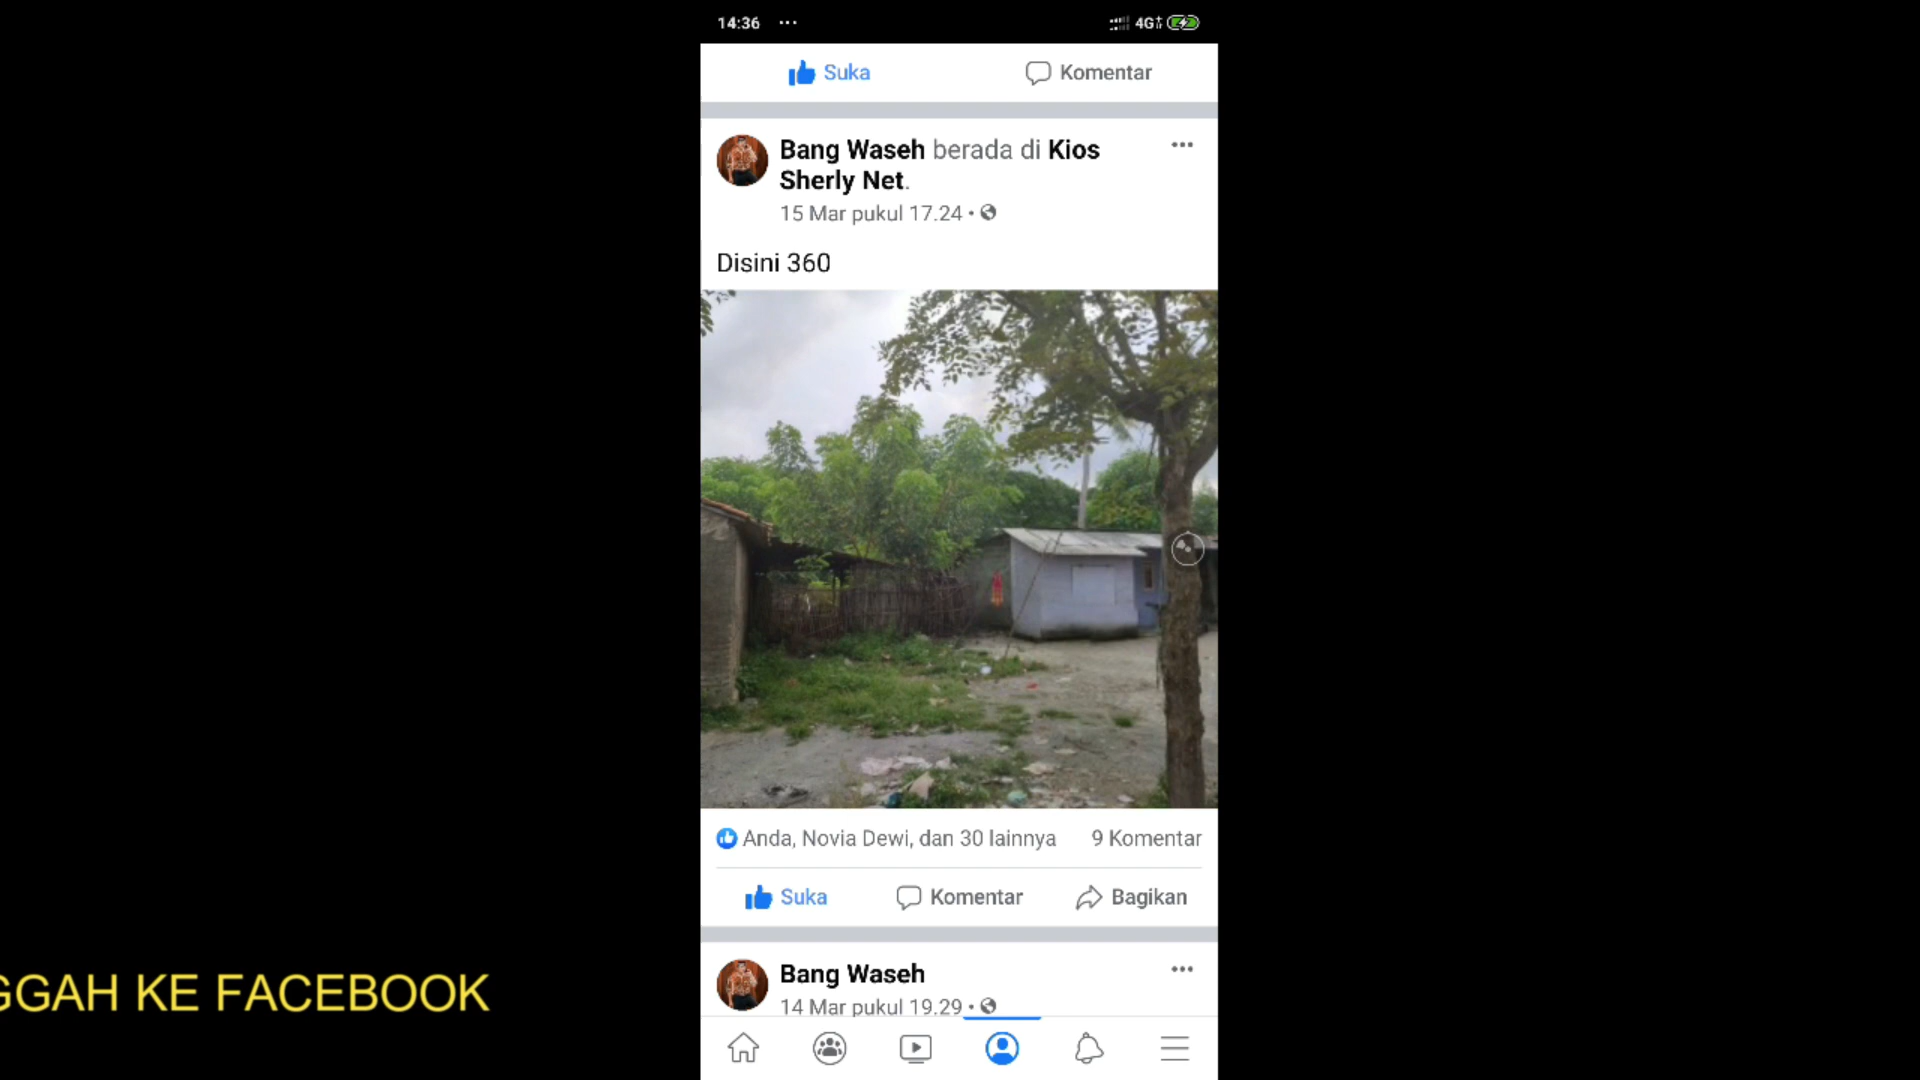 14:36 ... 4G
Suka Komentar
Bang Waseh berada di Kios
Sherly Net.
15 Mar pukul 17.24 •
Disini 360
Anda, Novia Dewi, dan 30 lainnya 9 Komentar
Suka Komentar Bagikan
Bang Waseh
14 Mar pukul 19.29 •
GGAH KE FACEBOOK